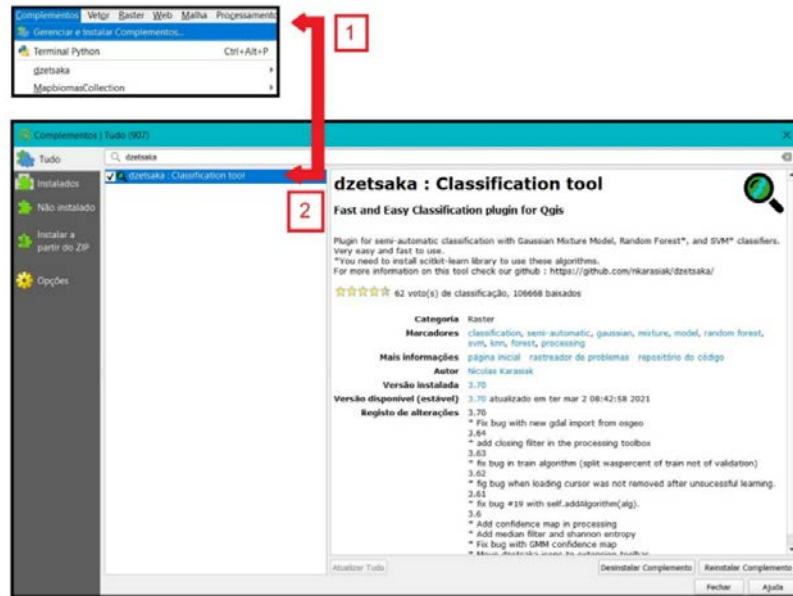 Complementos Vetor Raster Web Malha Processamento
Gerenciar e Instalar Complementos...
Terminal Python Ctrl+Alt+P
dzetsaka
MapbiomasCollection
1
Complementos | Tudo (907)
Tudo
dzetsaka
Instalados
dzetsaka : Classification tool
Não instalado
Instalar a partir do ZIP
Opções
2
dzetsaka : Classification tool
Fast and Easy Classification plugin for Qgis
Plugin for semi-automatic classification with Gaussian Mixture Model, Random Forest*, and SVM* classifiers.
Very easy and fast to use.
*You need to install scitkit-learn library to use these algorithms.
For more information on this tool check our github : https://github.com/nkarasiak/dzetsaka/
62 voto(s) de classificação, 106668 baixados
Categoria Raster
Marcadores classification, semi-automatic, gaussian, mixture, model, random forest,
svm, knn, forest, processing
Mais informações página inicial rastreador de problemas repositório do código
Autor Nicolas Karasiak
Versão instalada 3.70
Versão disponível (estável) 3.70 atualizado em ter mar 2 08:42:58 2021
Registo de alterações 3.70
* Fix bug with new gdal import from osgeo
3.64
* add closing filter in the processing toolbox
3.63
* fix bug in train algorithm (split waspercent of train not of validation)
3.62
* fig bug when loading cursor was not removed after unsucessful learning.
3.61
* fix bug #19 with self.addAlgorithm(alg).
3.6
* Add confidence map in processing
* Add median filter and shannon entropy
* Fix bug with GMM confidence map
* Move dzetsaka icons to extension toolbar
Atualizar Tudo
Desinstalar Complemento Reinstalar Complemento
Fechar Ajuda